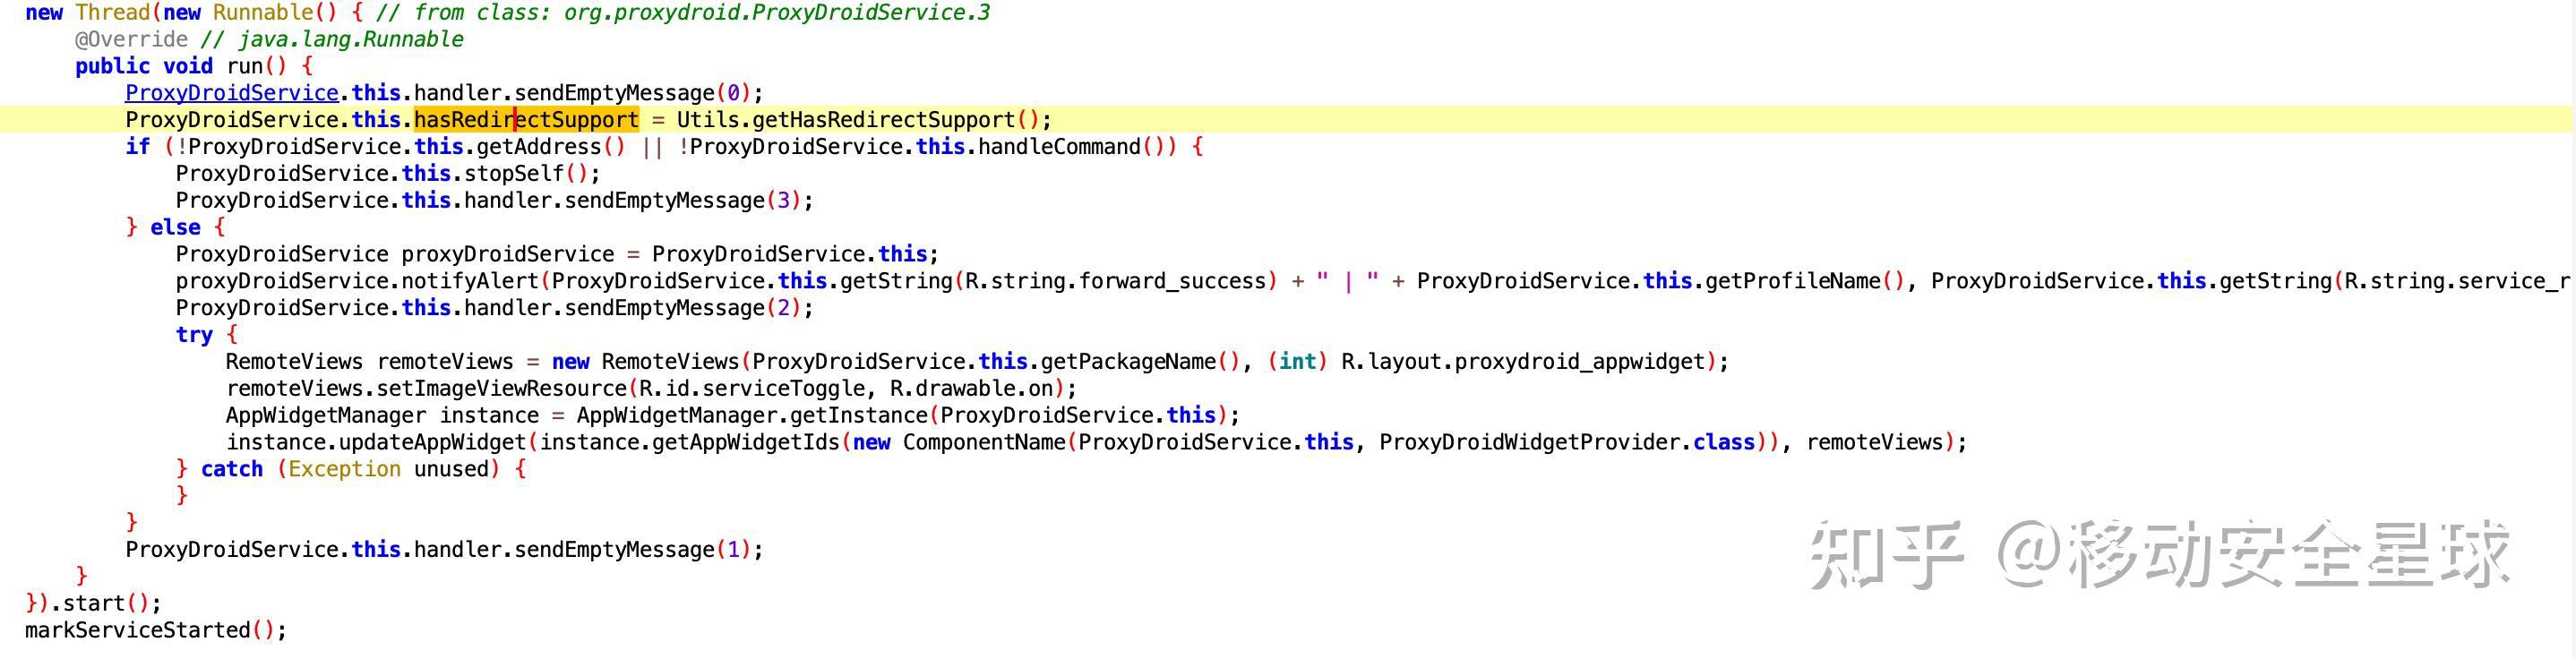 new Thread(new Runnable() { // from class: org.proxydroid.ProxyDroidService.3
    @Override // java.lang.Runnable
    public void run() {
        ProxyDroidService.this.handler.sendEmptyMessage(0);
        ProxyDroidService.this.hasRedirectSupport = Utils.getHasRedirectSupport();
        if (!ProxyDroidService.this.getAddress() || !ProxyDroidService.this.handleCommand()) {
            ProxyDroidService.this.stopSelf();
            ProxyDroidService.this.handler.sendEmptyMessage(3);
        } else {
            ProxyDroidService proxyDroidService = ProxyDroidService.this;
            proxyDroidService.notifyAlert(ProxyDroidService.this.getString(R.string.forward_success) + " | " + ProxyDroidService.this.getProfileName(), ProxyDroidService.this.getString(R.string.service_r
            ProxyDroidService.this.handler.sendEmptyMessage(2);
            try {
                RemoteViews remoteViews = new RemoteViews(ProxyDroidService.this.getPackageName(), (int) R.layout.proxydroid_appwidget);
                remoteViews.setImageViewResource(R.id.serviceToggle, R.drawable.on);
                AppWidgetManager instance = AppWidgetManager.getInstance(ProxyDroidService.this);
                instance.updateAppWidget(instance.getAppWidgetIds(new ComponentName(ProxyDroidService.this, ProxyDroidWidgetProvider.class)), remoteViews);
            } catch (Exception unused) {
            }
        }
        ProxyDroidService.this.handler.sendEmptyMessage(1);
    }
}).start();
markServiceStarted();
知乎 @移动安全星球